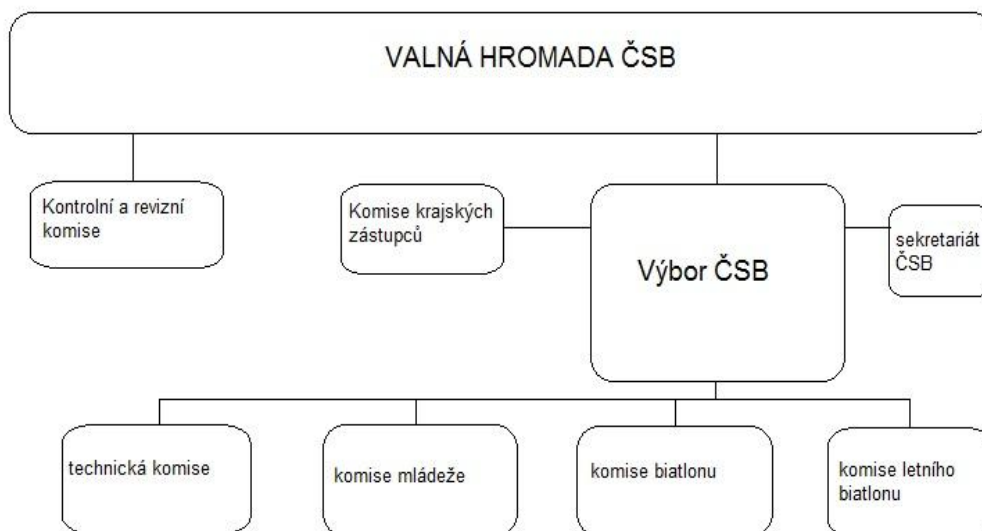 VALNÁ HROMADA ČSB
Kontrolní a revizní
komise
Komise krajských
zástupců
Výbor ČSB
sekretariát
ČSB
technická komise
komise mládeže
komise biatlonu
komise letního
biatlonu